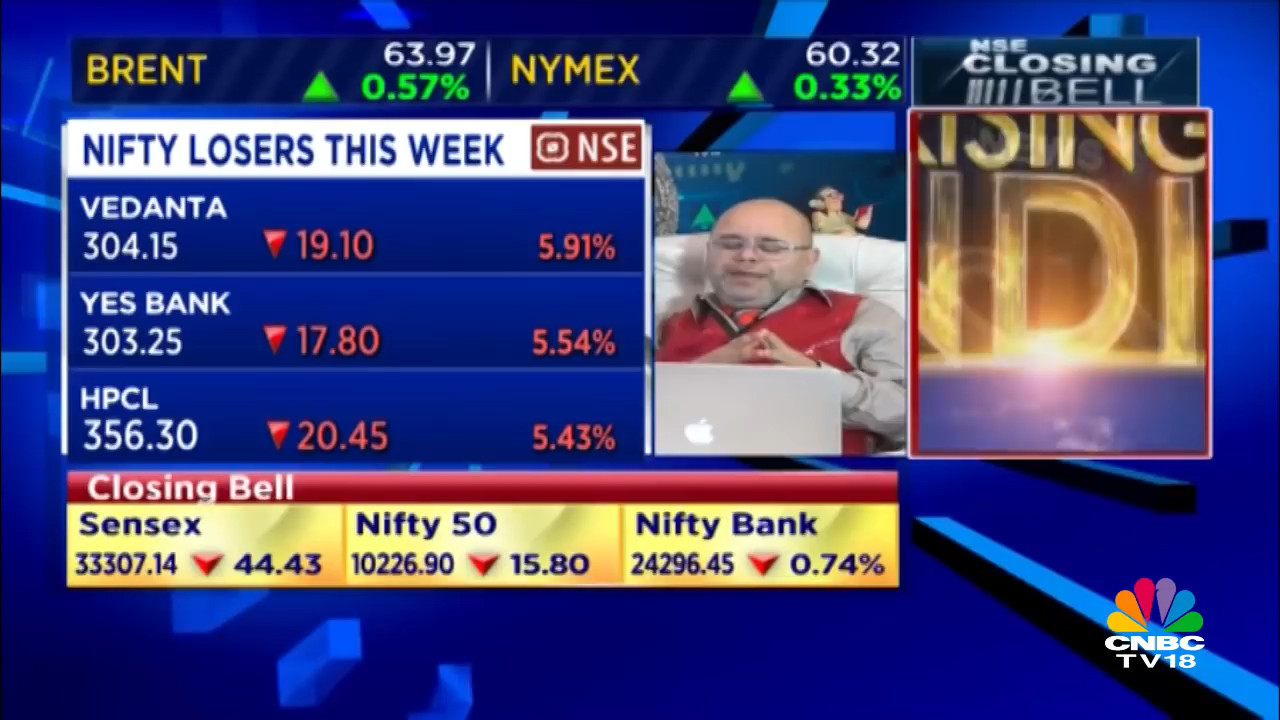 BRENT 63.97 NYMEX 60.32
0.57% 0.33%
NSE
CLOSING
BELL
NIFTY LOSERS THIS WEEK NSE
VEDANTA
304.15 19.10 5.91%
YES BANK
303.25 17.80 5.54%
HPCL
356.30 20.45 5.43%
Closing Bell
Sensex Nifty 50 Nifty Bank
33307.14 44.43 10226.90 15.80 24296.45 0.74%
CNBC
TV18